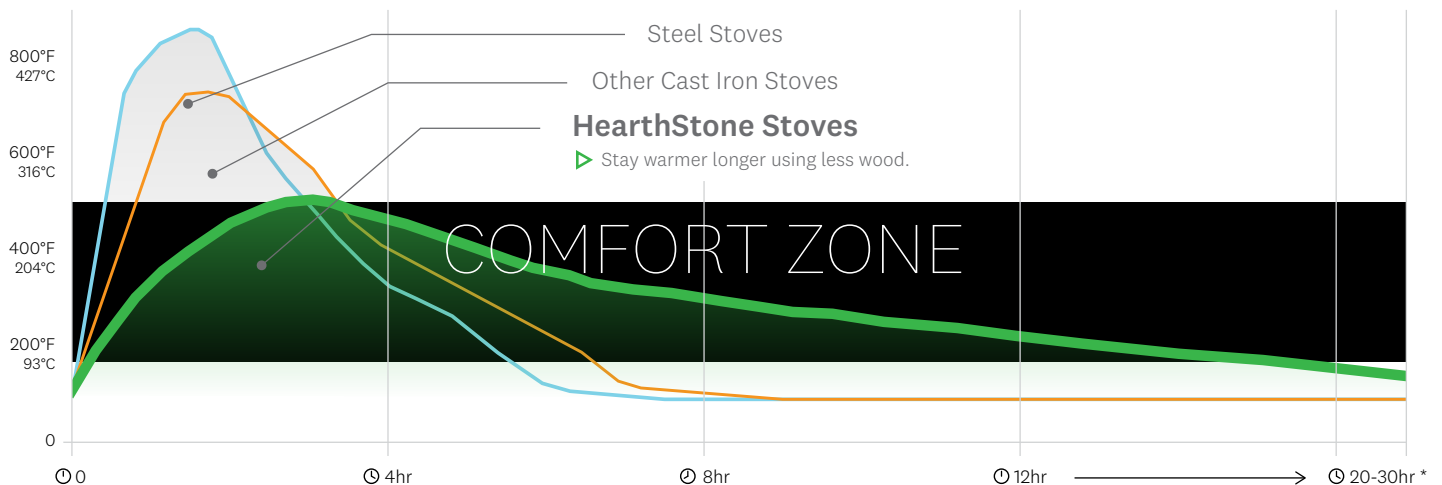 Steel Stoves
800°F
427°C
Other Cast Iron Stoves
HearthStone Stoves
Stay warmer longer using less wood.
600°F
316°C
COMFORT ZONE
400°F
204°C
200°F
93°C
0
0
4hr
8hr
12hr
20-30hr *